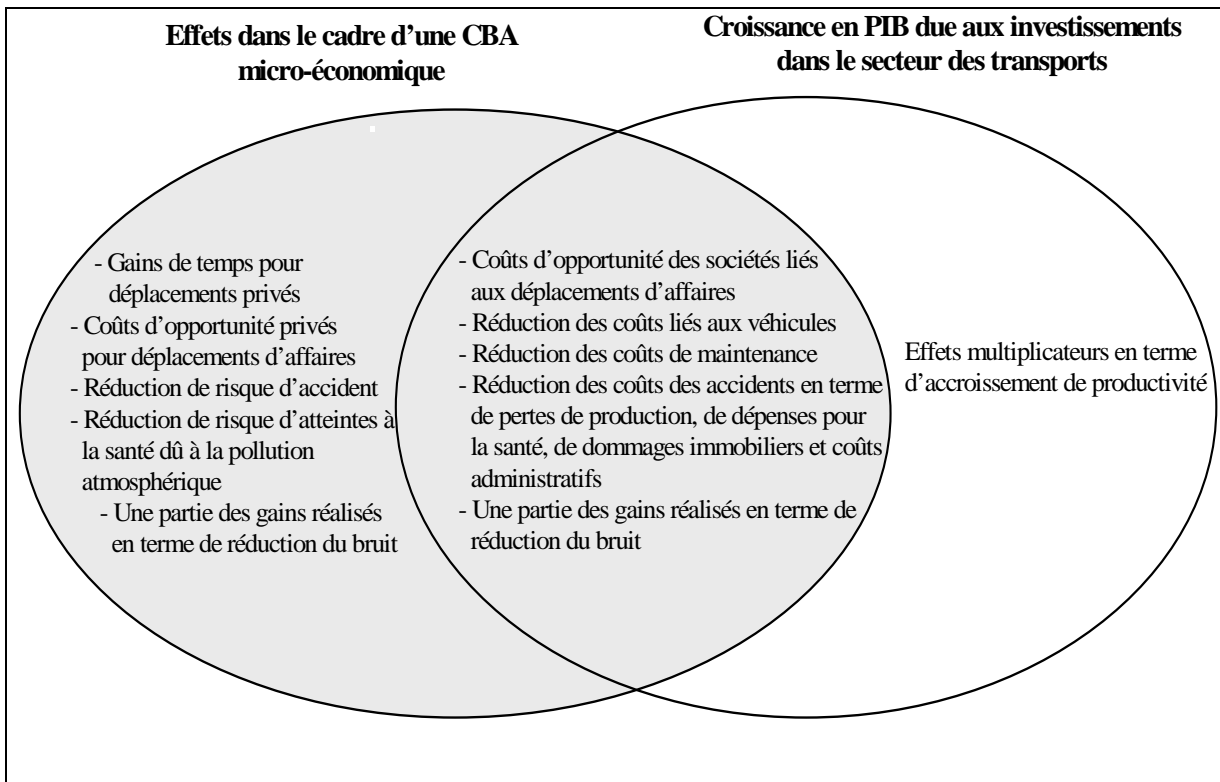 Effets dans le cadre d’une CBA
micro-économique
Croissance en PIB due aux investissements
dans le secteur des transports
- Gains de temps pour
déplacements privés
- Coûts d’opportunité privés
pour déplacements d’affaires
- Réduction de risque d’accident
- Réduction de risque d’atteintes à
la santé dû à la pollution
atmosphérique
- Une partie des gains réalisés
en terme de réduction du bruit
- Coûts d’opportunité des sociétés liés
aux déplacements d’affaires
- Réduction des coûts liés aux véhicules
- Réduction des coûts de maintenance
- Réduction des coûts des accidents en terme
de pertes de production, de dépenses pour
la santé, de dommages immobiliers et coûts
administratifs
- Une partie des gains réalisés en terme de
réduction du bruit
Effets multiplicateurs en terme
d’accroissement de productivité